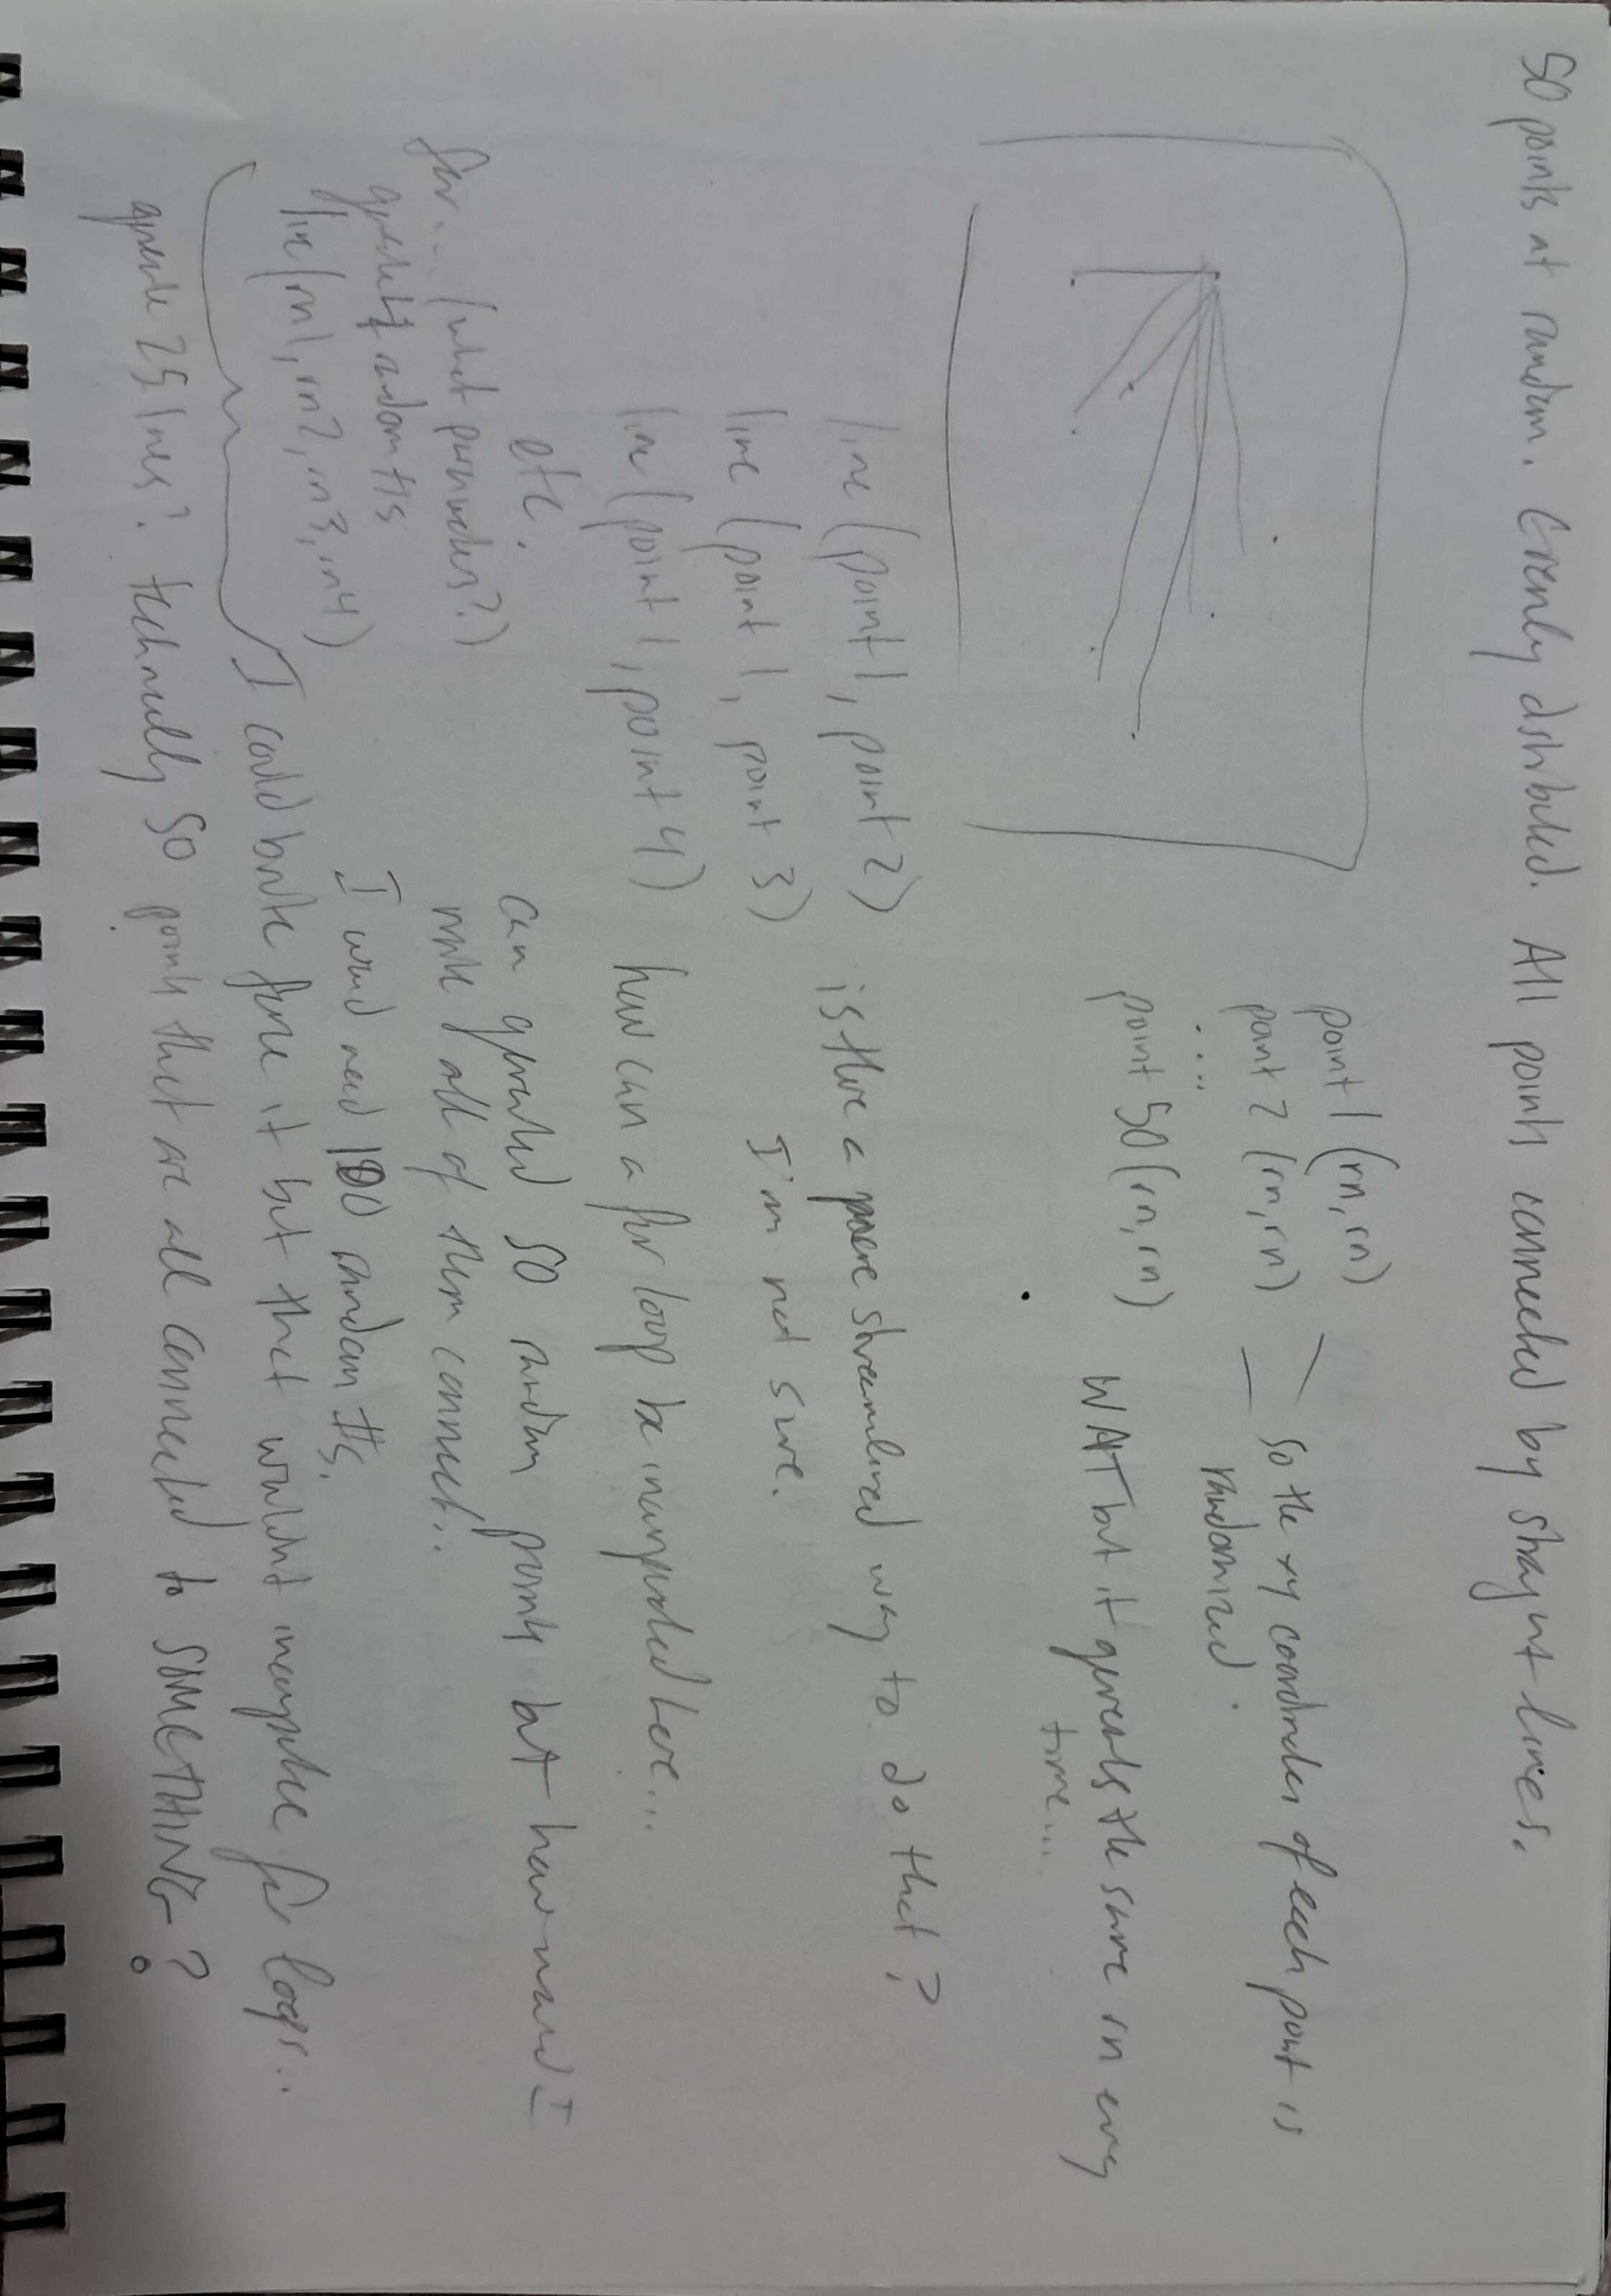 50 points at random. Evenly distributed. All points connected by straight lines.
point 1 (rn, rn)
point 2 (rn, rn)
...
point 50 (rn, rn)
so the xy coordinates of each point is
randomized.
WAIT but it generates the same rn every
time...
line (point 1, point 2)
line (point 1, point 3)
line (point 1, point 4)
etc.
is there a more streamlined way to do that?
I'm not sure.
how can a for loop be incorporated here...
can generated 50 random points but how would I
make all of them connect...
I would need 100 random #s.
for... (what parameters?)
generate 4 random #s
line (rn1, rn2, rn3, rn4)
I could brute force it but that wouldnt incorporate for loops...
generate 25 lines? technically 50 points that are all connected to SOMETHING?